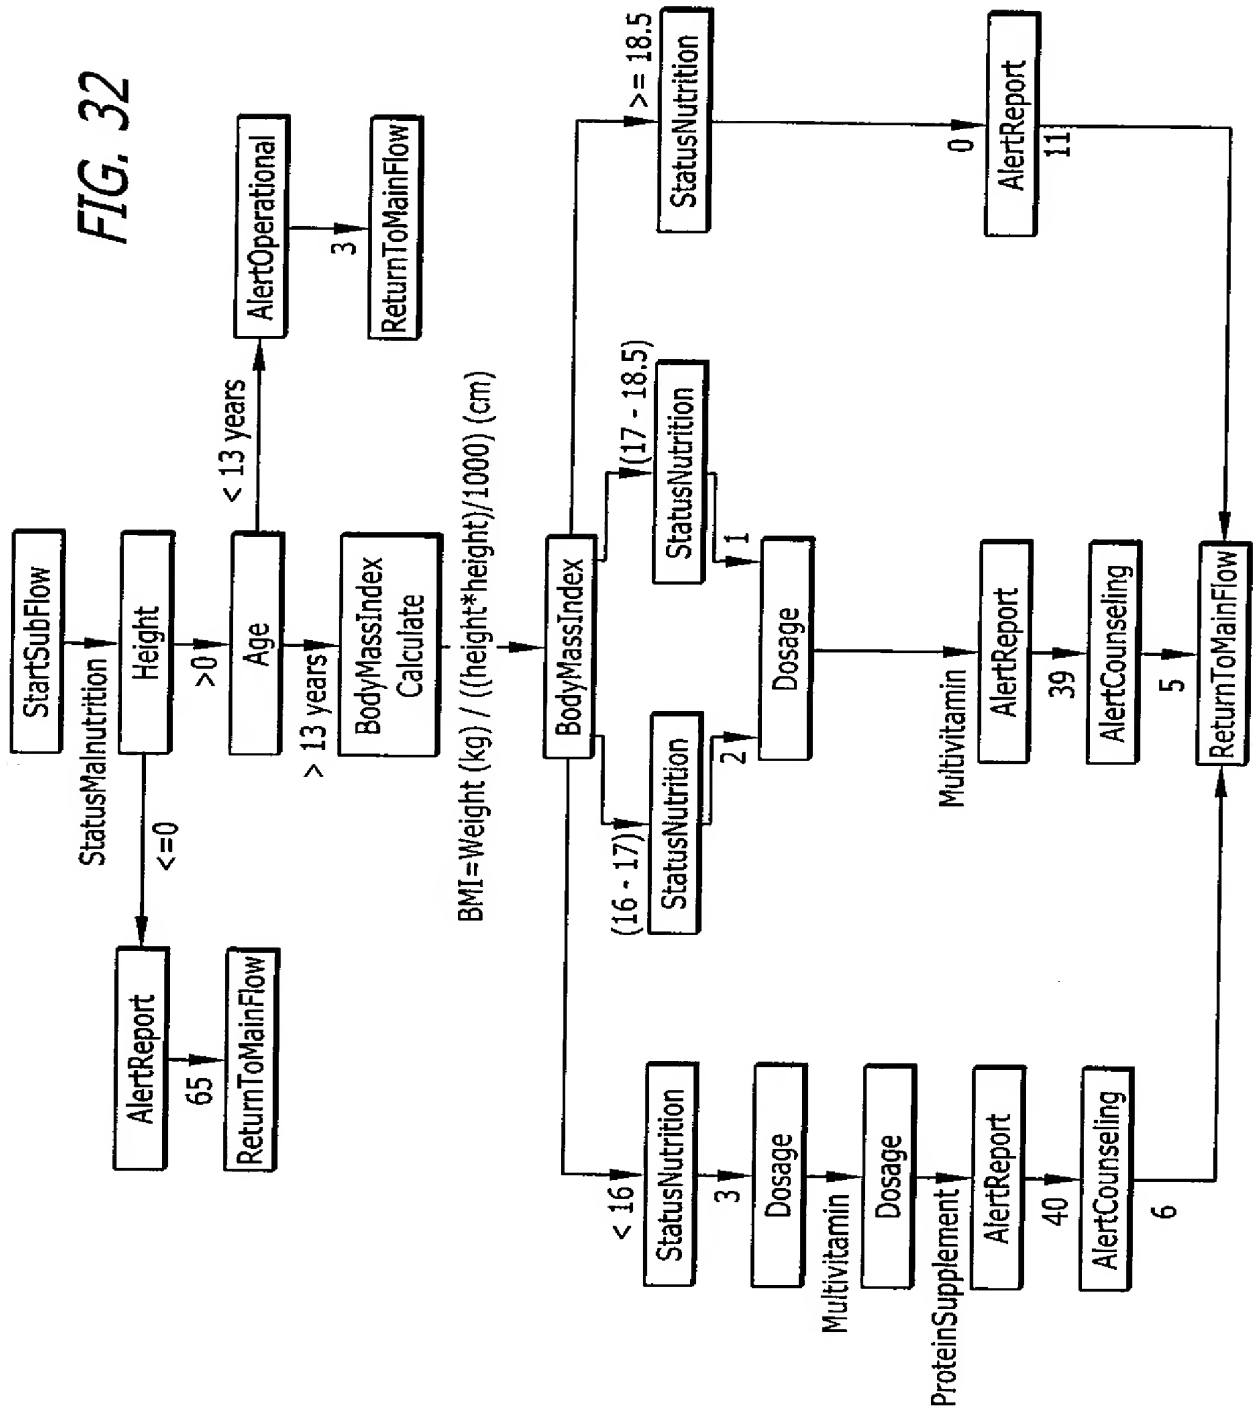 FIG. 32
StartSubFlow
StatusMalnutrition
Height
<=0
>0
AlertReport
65
ReturnToMainFlow
Age
< 13 years
AlertOperational
3
ReturnToMainFlow
> 13 years
BodyMassIndex
Calculate
BMI=Weight (kg) / ((height*height)/1000) (cm)
BodyMassIndex
< 16
(16 - 17)
(17 - 18.5)
>= 18.5
StatusNutrition
StatusNutrition
StatusNutrition
StatusNutrition
3
2
1
0
Dosage
Dosage
Multivitamin
Dosage
ProteinSupplement
Multivitamin
AlertReport
AlertReport
AlertReport
40
39
11
AlertCounseling
AlertCounseling
6
5
ReturnToMainFlow